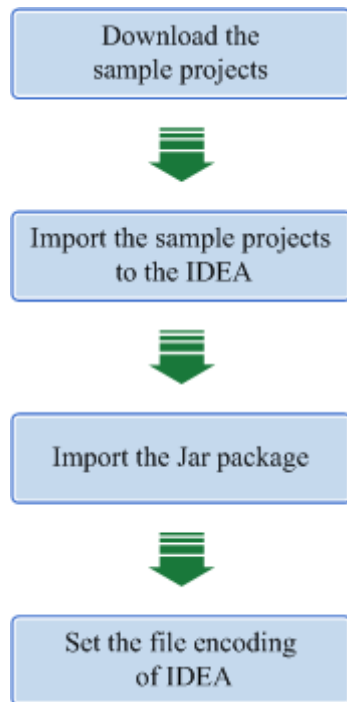 Download the
sample projects
Import the sample projects
to the IDEA
Import the Jar package
Set the file encoding
of IDEA